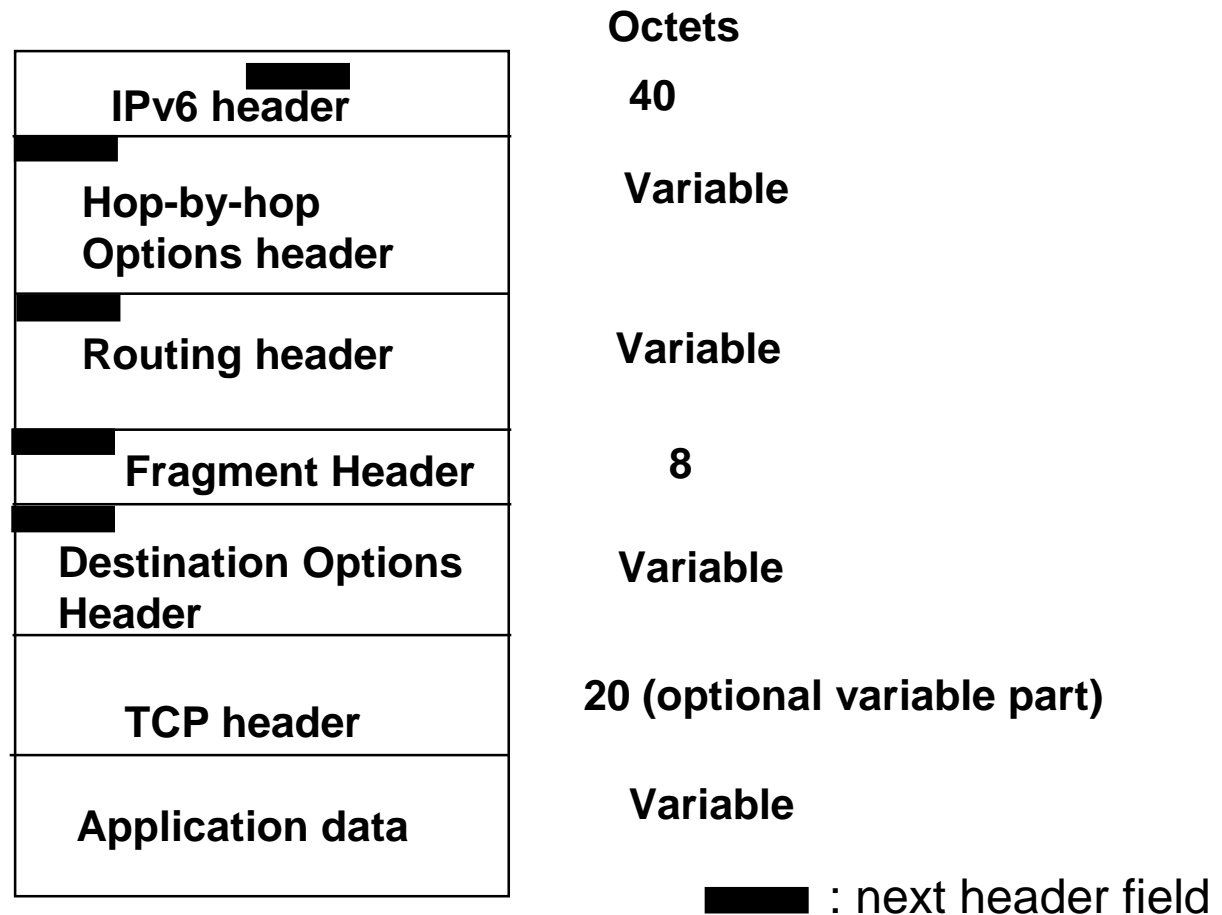 Octets
IPv6 header 40
Hop-by-hop
Options header
Variable
Routing header Variable
Fragment Header 8
Destination Options
Header
Variable
TCP header 20 (optional variable part)
Application data Variable
: next header field